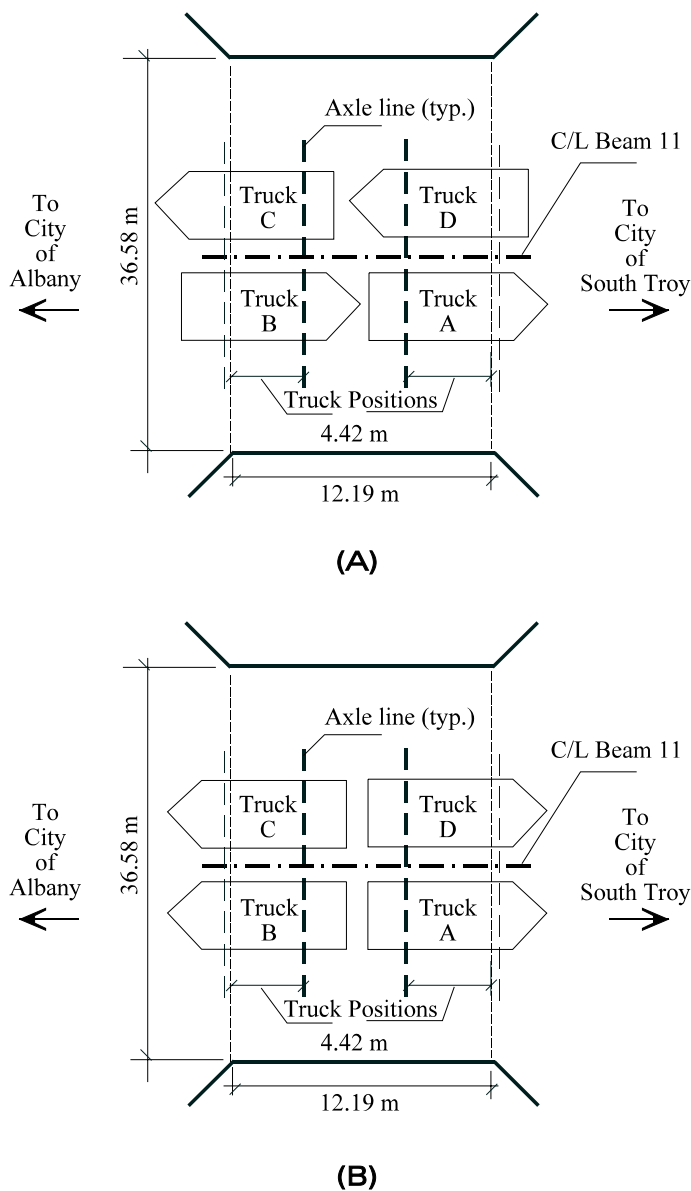 Axle line (typ.)
C/L Beam 11
To
City
of
Albany
36.58 m
Truck
C
Truck
D
To
City
of
South Troy
Truck
B
Truck
A
Truck Positions
4.42 m
12.19 m
(A)
Axle line (typ.)
C/L Beam 11
To
City
of
Albany
36.58 m
Truck
C
Truck
D
To
City
of
South Troy
Truck
B
Truck
A
Truck Positions
4.42 m
12.19 m
(B)